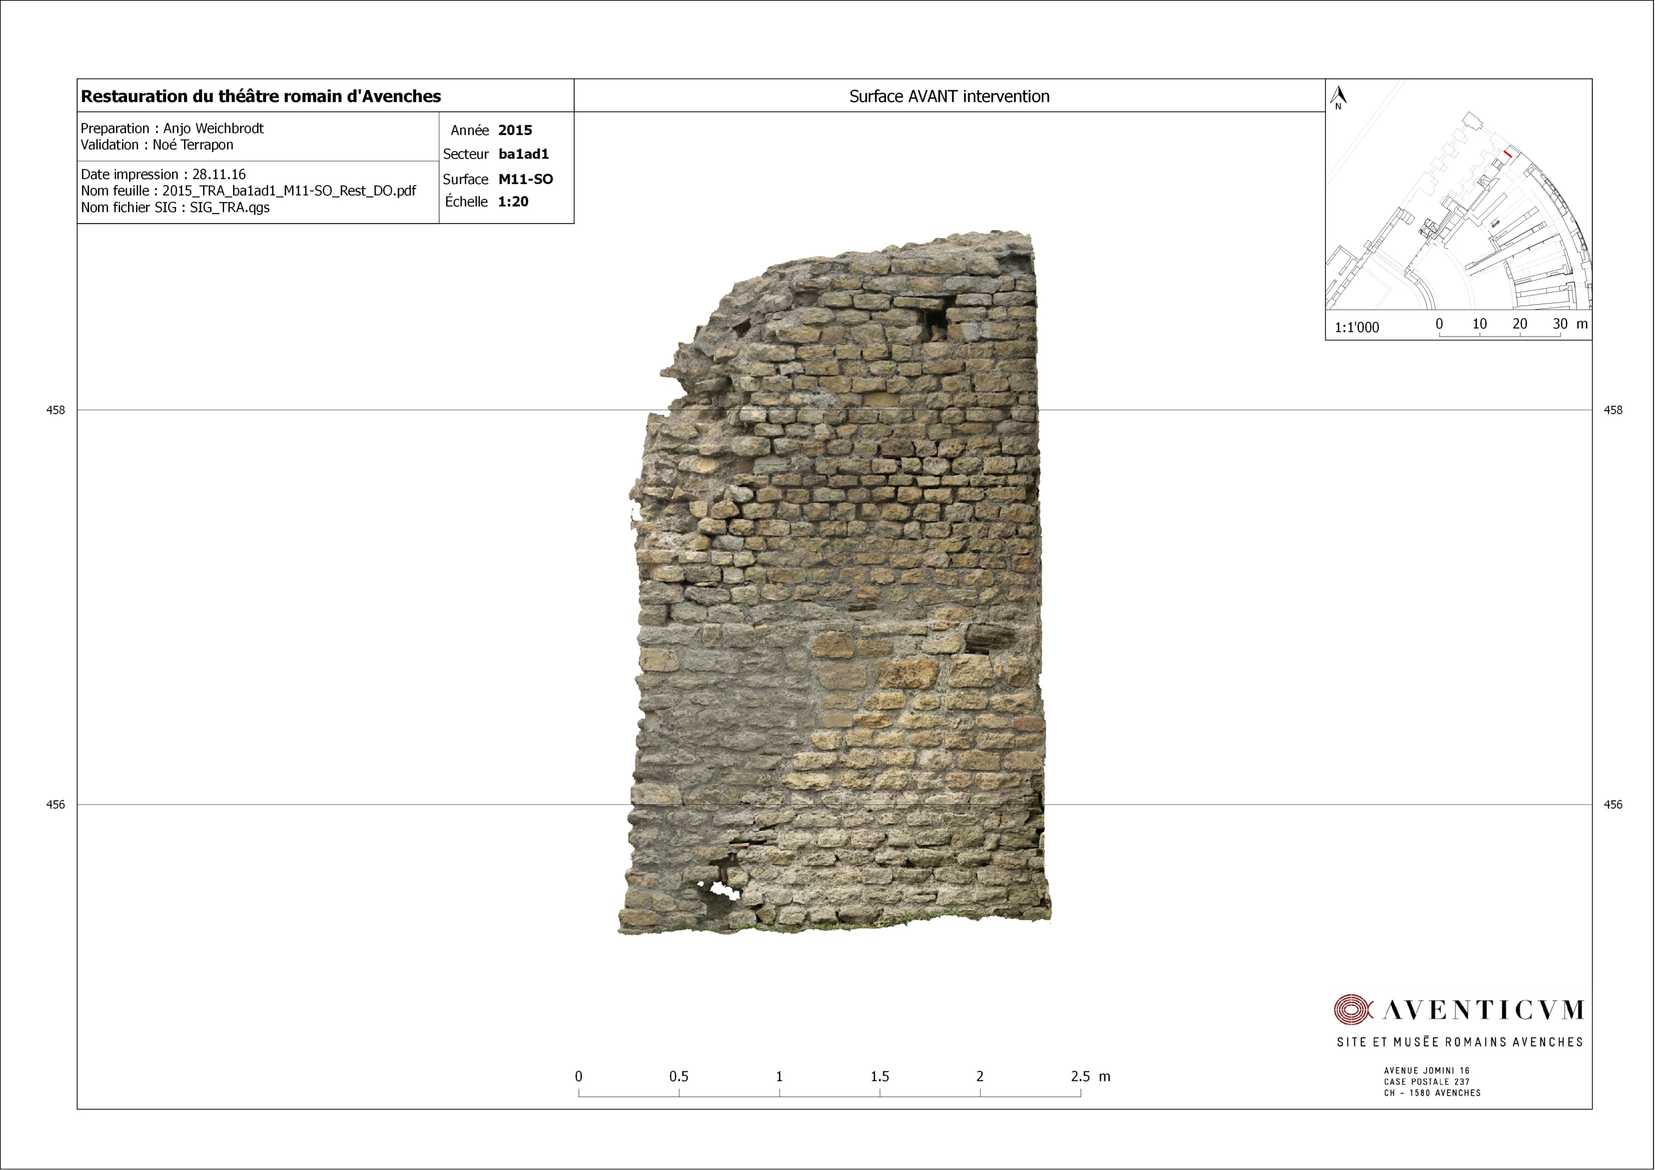 Restauration du théâtre romain d'Avenches
Surface AVANT intervention
Preparation : Anjo Weichbrodt
Validation : Noé Terrapon
Date impression : 28.11.16
Nom feuille : 2015_TRA_ba1ad1_M11-SO_Rest_DO.pdf
Nom fichier SIG : SIG_TRA.qgs
Année 2015
Secteur ba1ad1
Surface M11-SO
Échelle 1:20
N
1:1'000
0 10 20 30 m
458 458
456 456
AVENTICVM
SITE ET MUSÉE ROMAINS AVENCHES
AVENUE JOMINI 16
CASE POSTALE 237
CH – 1580 AVENCHES
0 0.5 1 1.5 2 2.5 m